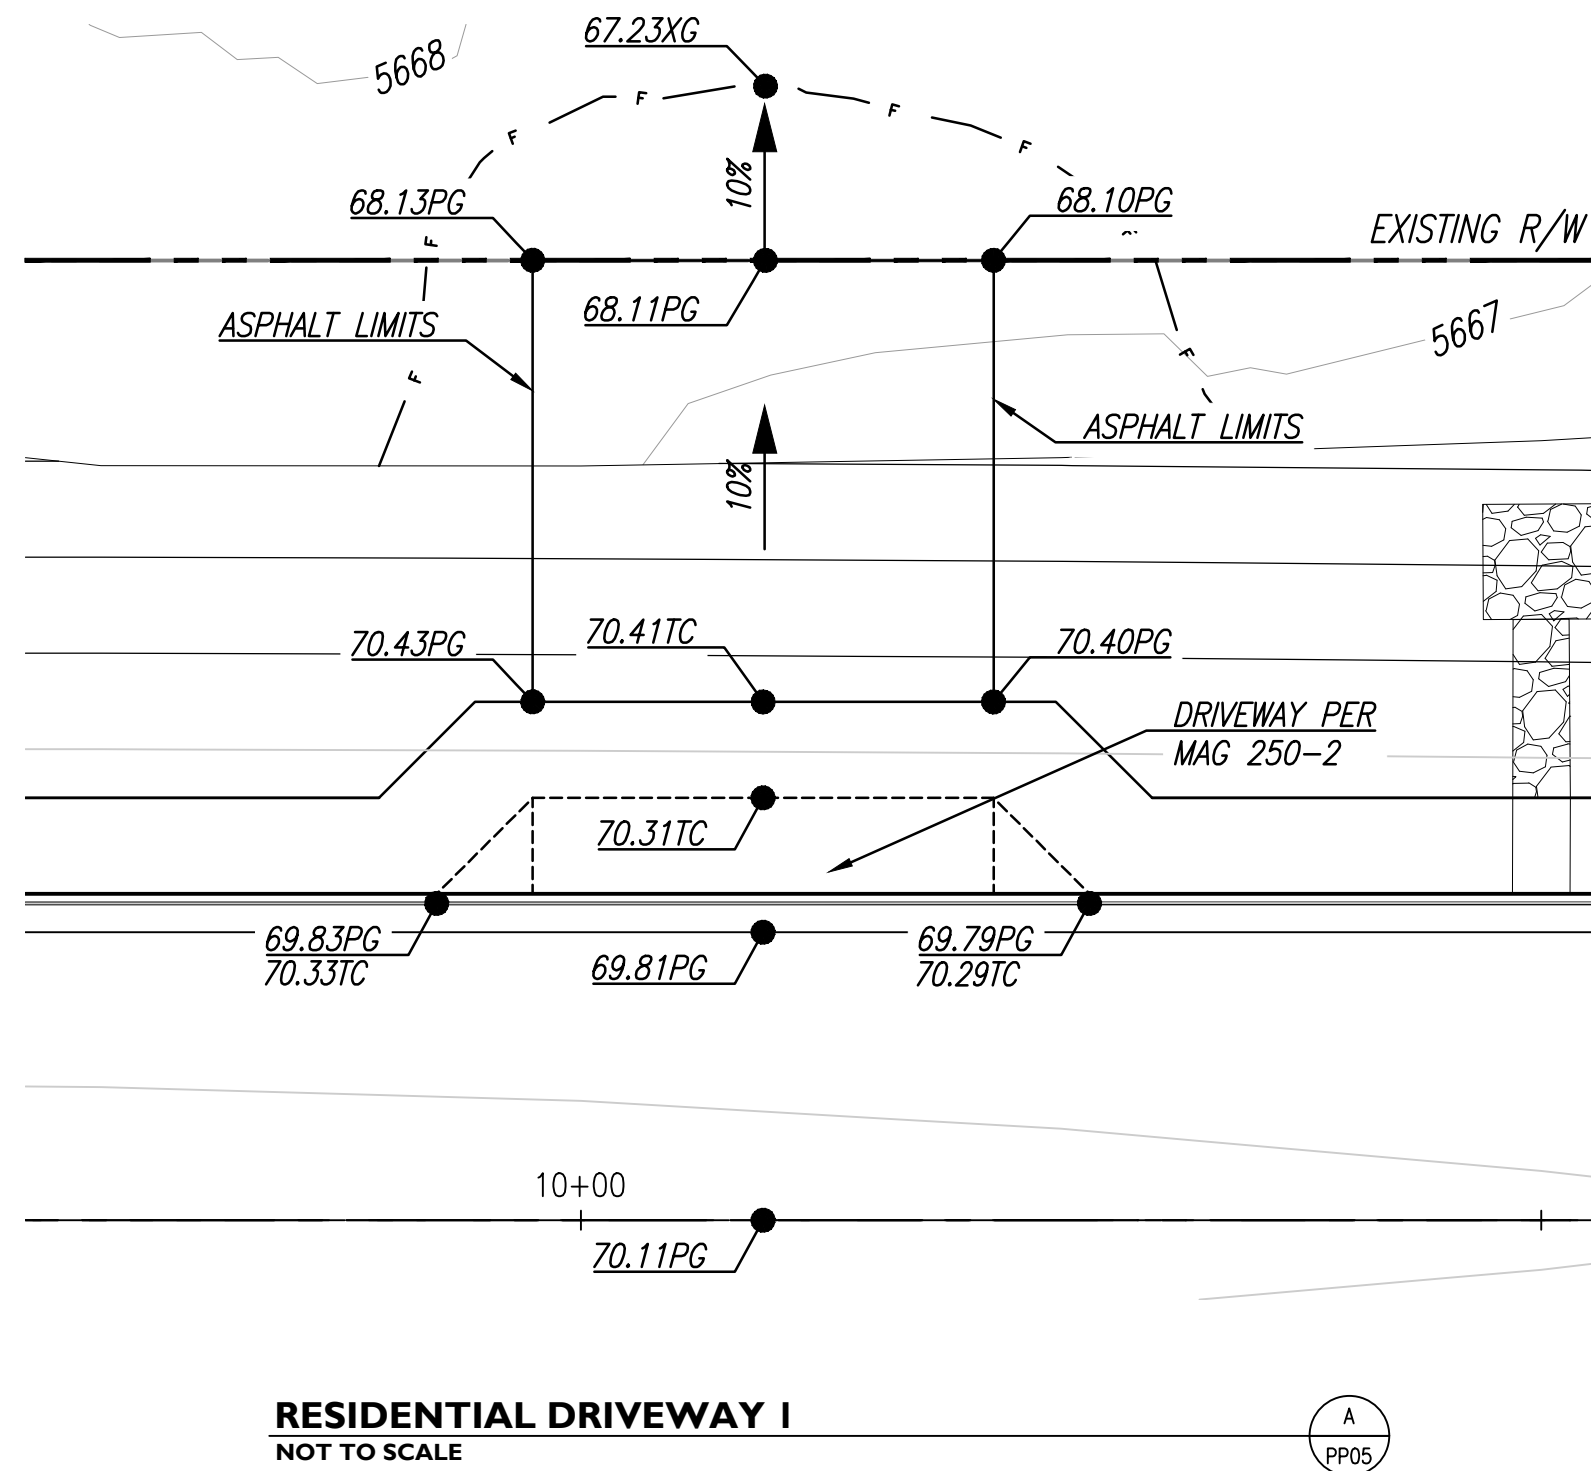 67.23XG
5668
F
F
F
F
F
10%
68.13PG
68.10PG
EXISTING R/W
F
68.11PG
ASPHALT LIMITS
5667
F
F
ASPHALT LIMITS
10%
70.43PG
70.41TC
70.40PG
DRIVEWAY PER
MAG 250-2
70.31TC
69.83PG
70.33TC
69.81PG
69.79PG
70.29TC
10+00
70.11PG
RESIDENTIAL DRIVEWAY 1
NOT TO SCALE
A
PP05